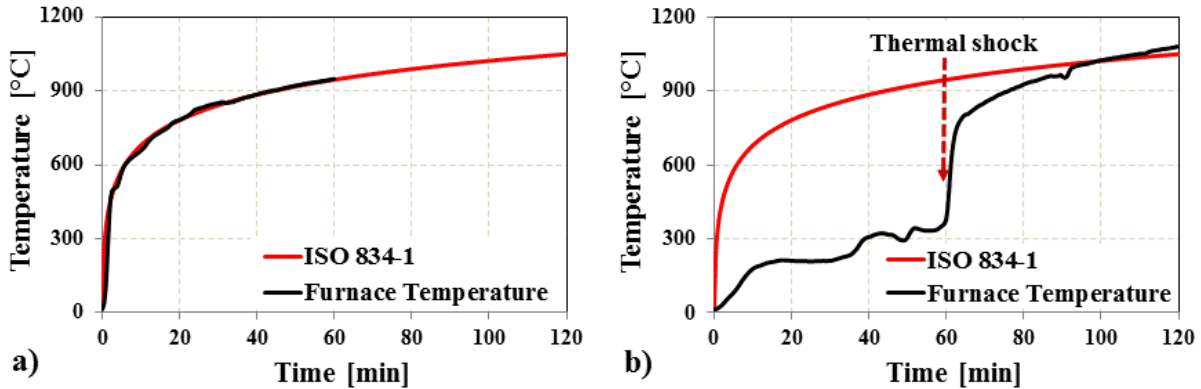 1200
900
600
300
0
Temperature [°C]
ISO 834-1
Furnace Temperature
0 20 40 60 80 100 120
Time [min]
a)
1200
900
600
300
0
Temperature [°C]
Thermal shock
ISO 834-1
Furnace Temperature
0 20 40 60 80 100 120
Time [min]
b)